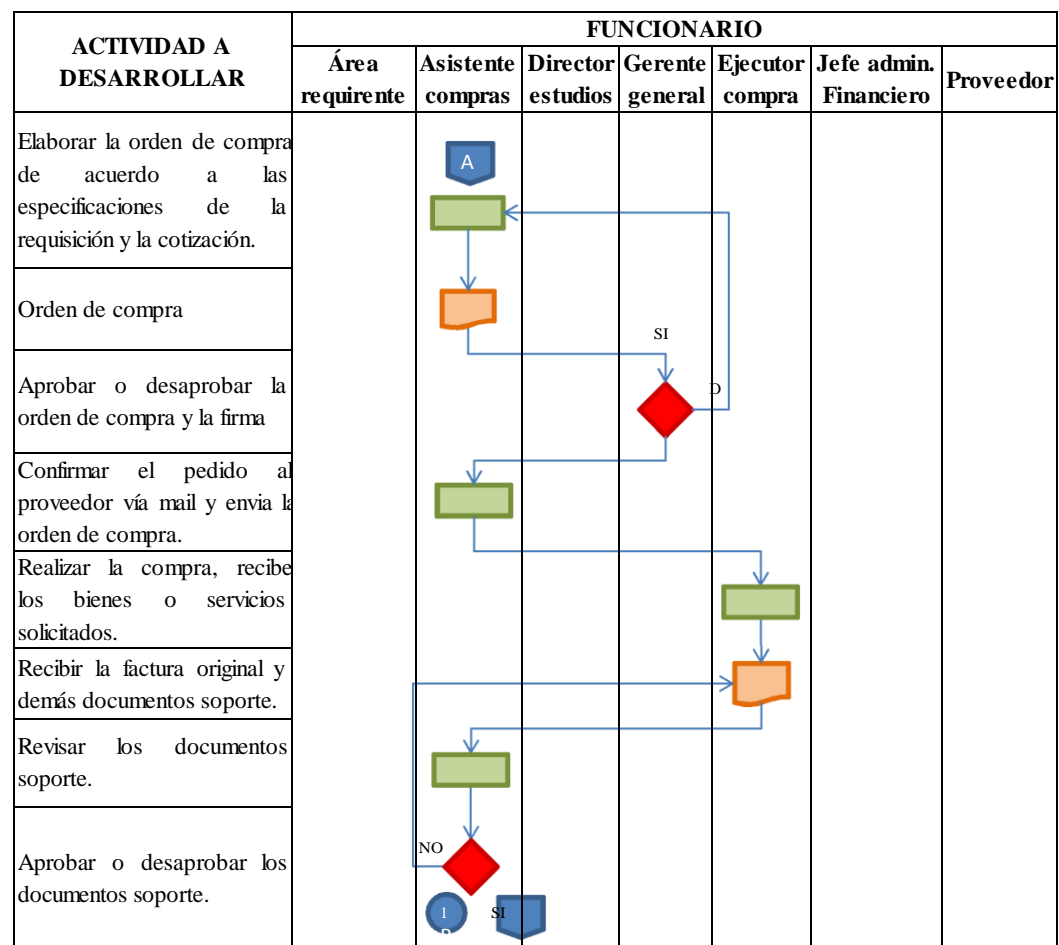 ACTIVIDAD A
DESARROLLAR
FUNCIONARIO
Área
requirente
Asistente
compras
Director
estudios
Gerente
general
Ejecutor
compra
Jefe admin.
Financiero
Proveedor
Elaborar la orden de compra
de acuerdo a las
especificaciones de la
requisición y la cotización.
A
Orden de compra
SI
Aprobar o desaprobar la
orden de compra y la firma
Confirmar el pedido al
proveedor vía mail y envia la
orden de compra.
Realizar la compra, recibe
los bienes o servicios
solicitados.
Recibir la factura original y
demás documentos soporte.
Revisar los documentos
soporte.
Aprobar o desaprobar los
documentos soporte.
NO
1
SI